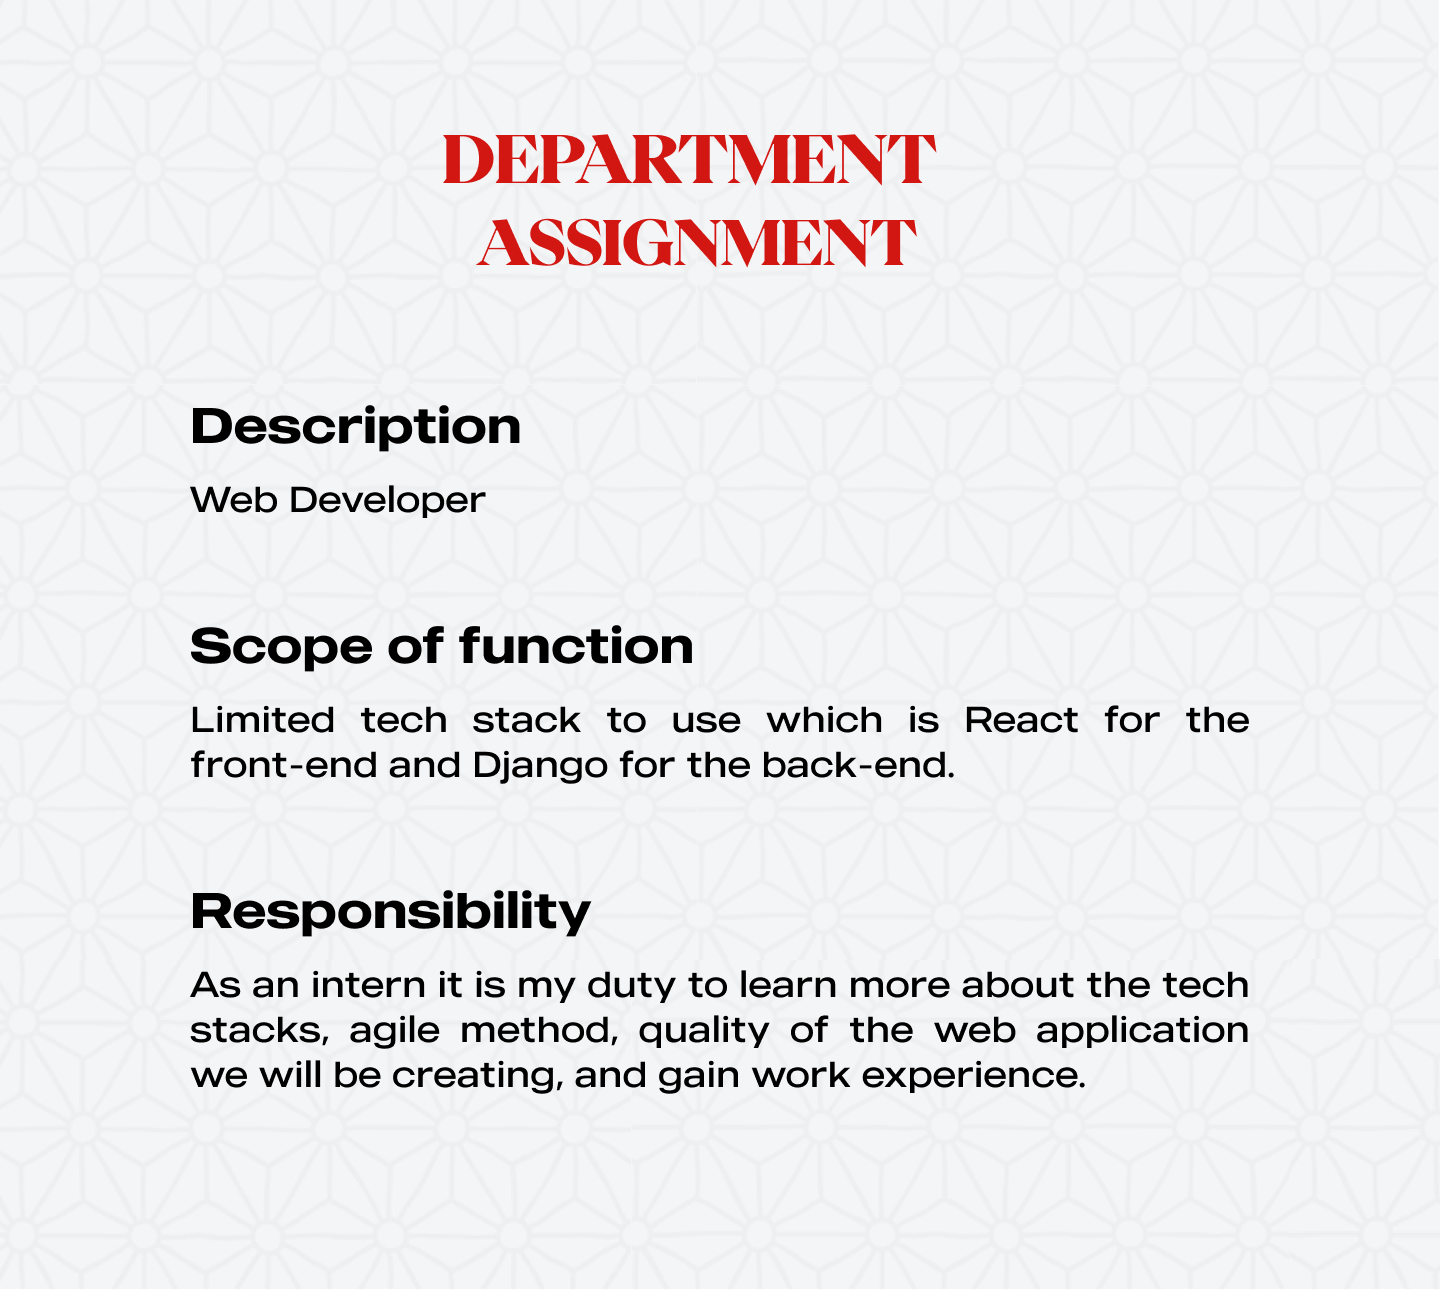 DEPARTMENT
ASSIGNMENT
Description
Web Developer
Scope of function
Limited tech stack to use which is React for the
front-end and Django for the back-end.
Responsibility
As an intern it is my duty to learn more about the tech
stacks, agile method, quality of the web application
we will be creating, and gain work experience.